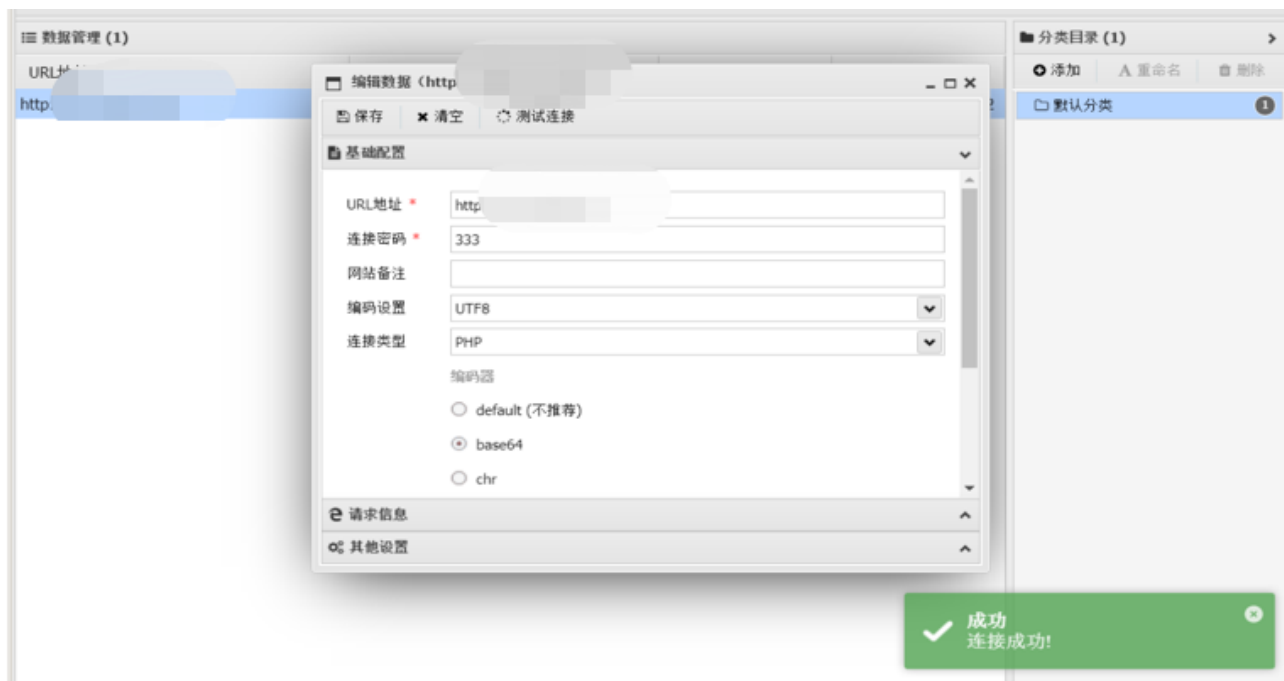 数据管理 (1)
分类目录 (1)
URL地
添加
重命名
删除
http:
2
默认分类
1
编辑数据 (http
保存
清空
测试连接
基础配置
URL地址 *
http
连接密码 *
333
网站备注
编码设置
UTF8
连接类型
PHP
编码器
default (不推荐)
base64
chr
请求信息
其他设置
成功
连接成功!